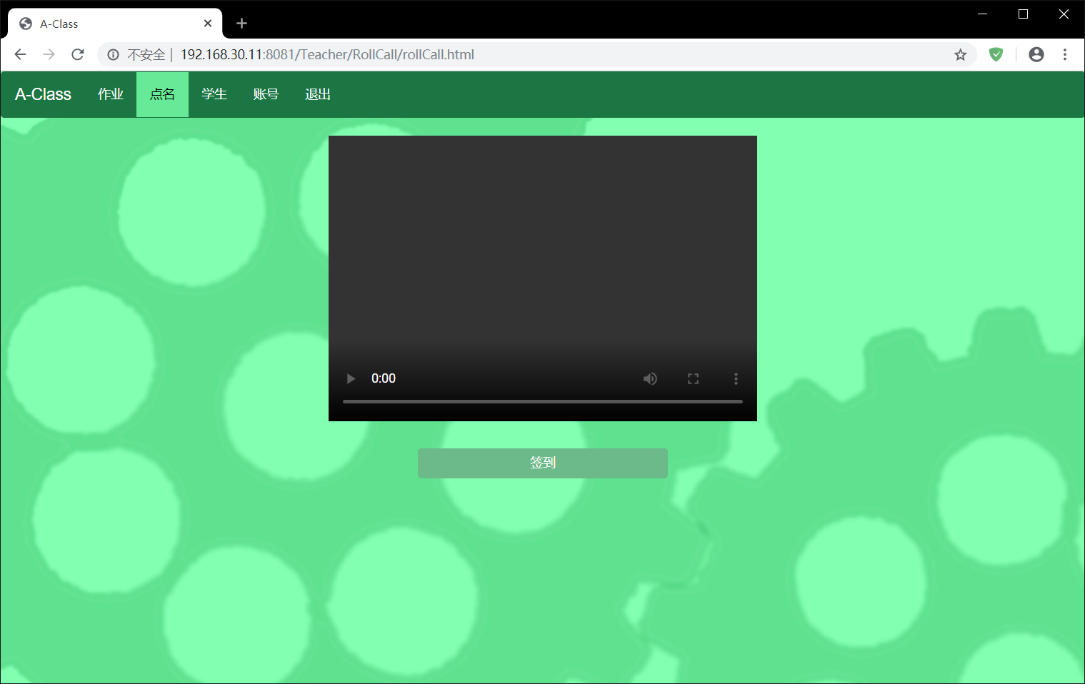 A-Class
不安全 | 192.168.30.11:8081/Teacher/RollCall/rollCall.html
A-Class 作业 点名 学生 账号 退出
0:00
签到